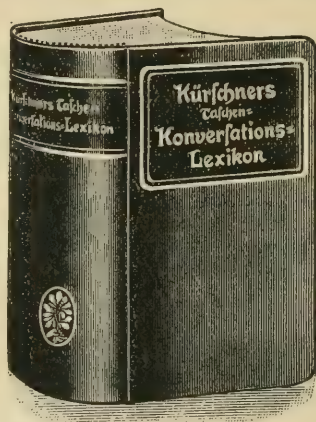 Kürſchners Taſchen-
Konverſations-Lexikon
Kürſchners
Taſchen=
Konverſations=
Lexikon